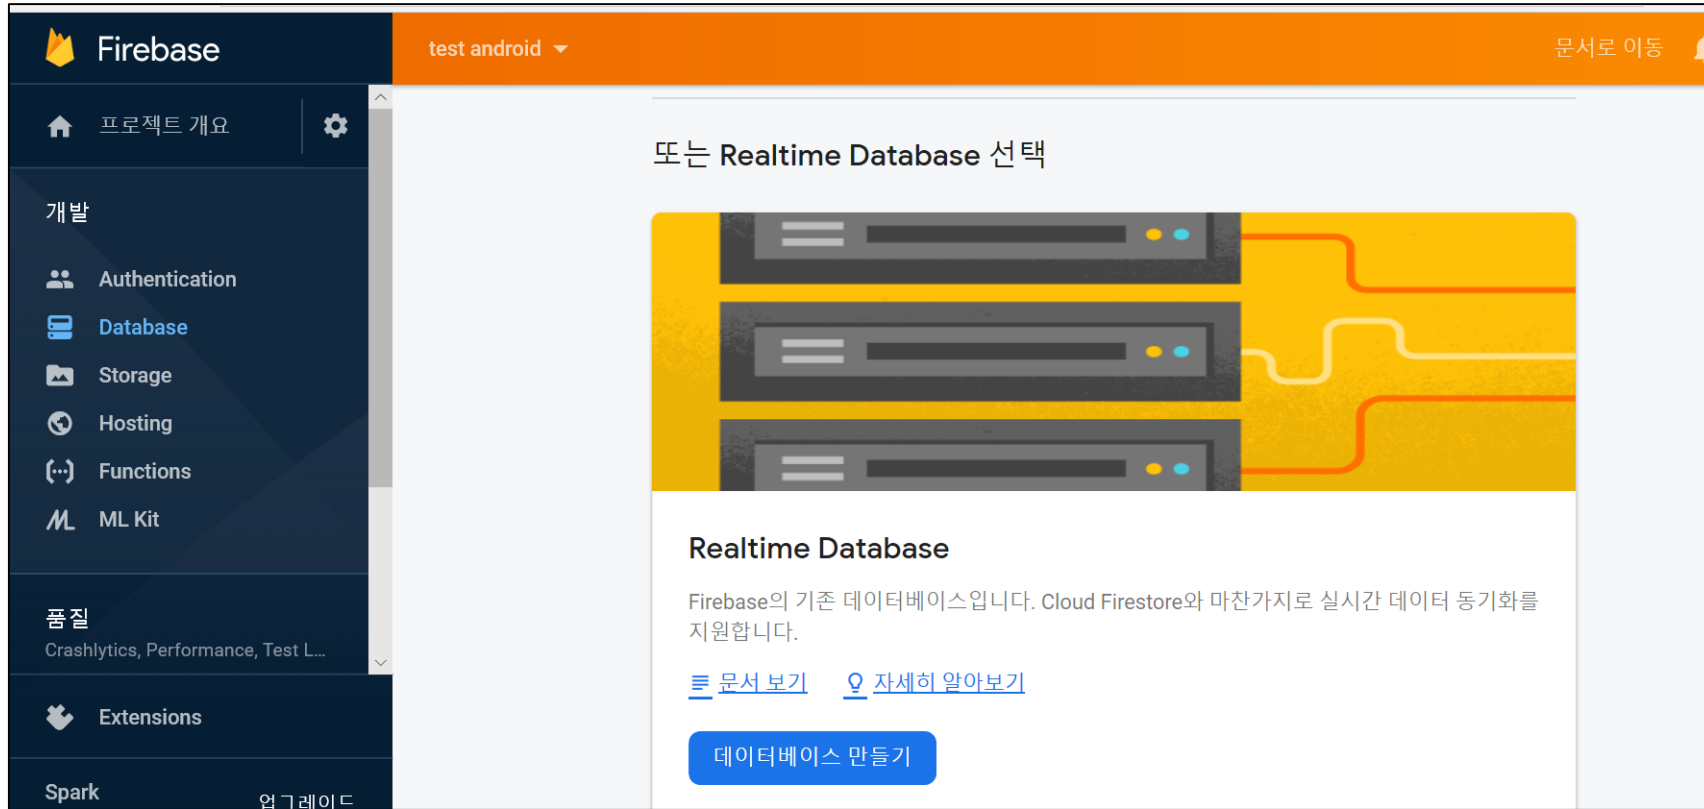 Firebase
test android
문서로 이동
프로젝트 개요
개발
Authentication
Database
Storage
Hosting
Functions
ML Kit
품질
Crashlytics, Performance, Test L...
Extensions
Spark
업그레이드
또는 Realtime Database 선택
Realtime Database
Firebase의 기존 데이터베이스입니다. Cloud Firestore와 마찬가지로 실시간 데이터 동기화를
지원합니다.
문서 보기
자세히 알아보기
데이터베이스 만들기